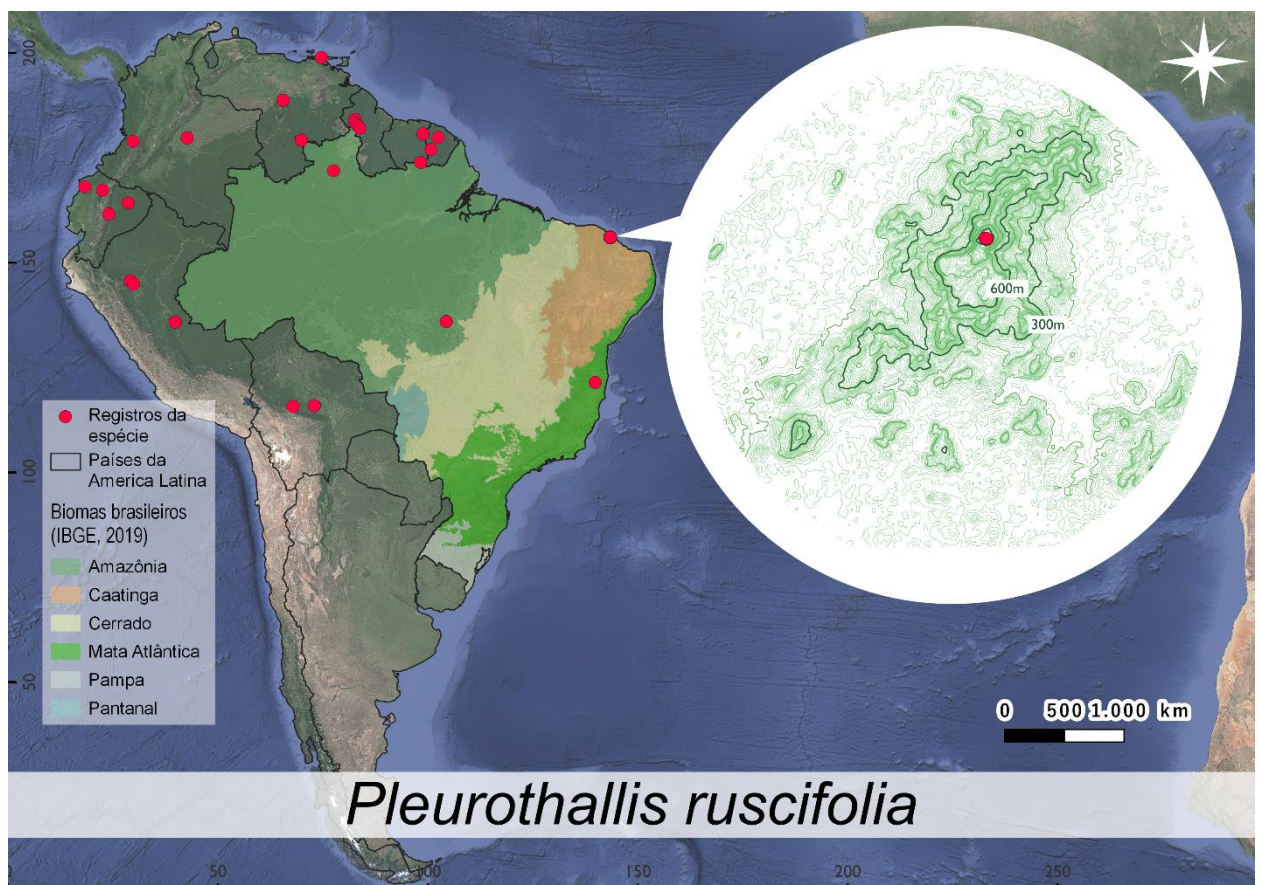 200
150
100
50
600m
300m
Registros da
espécie
Países da
America Latina
Biomas brasileiros
(IBGE, 2019)
Amazônia
Caatinga
Cerrado
Mata Atlântica
Pampa
Pantanal
0 500 1.000 km
Pleurothallis ruscifolia
0 50 100 150 200 250